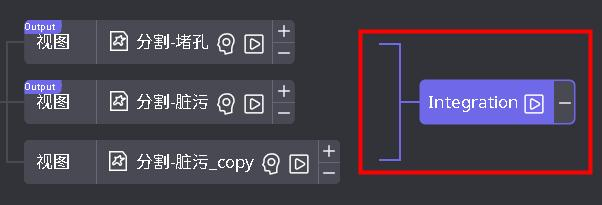 Output
视图 分割-堵孔
Output
视图 分割-脏污
视图 分割-脏污_copy
Integration